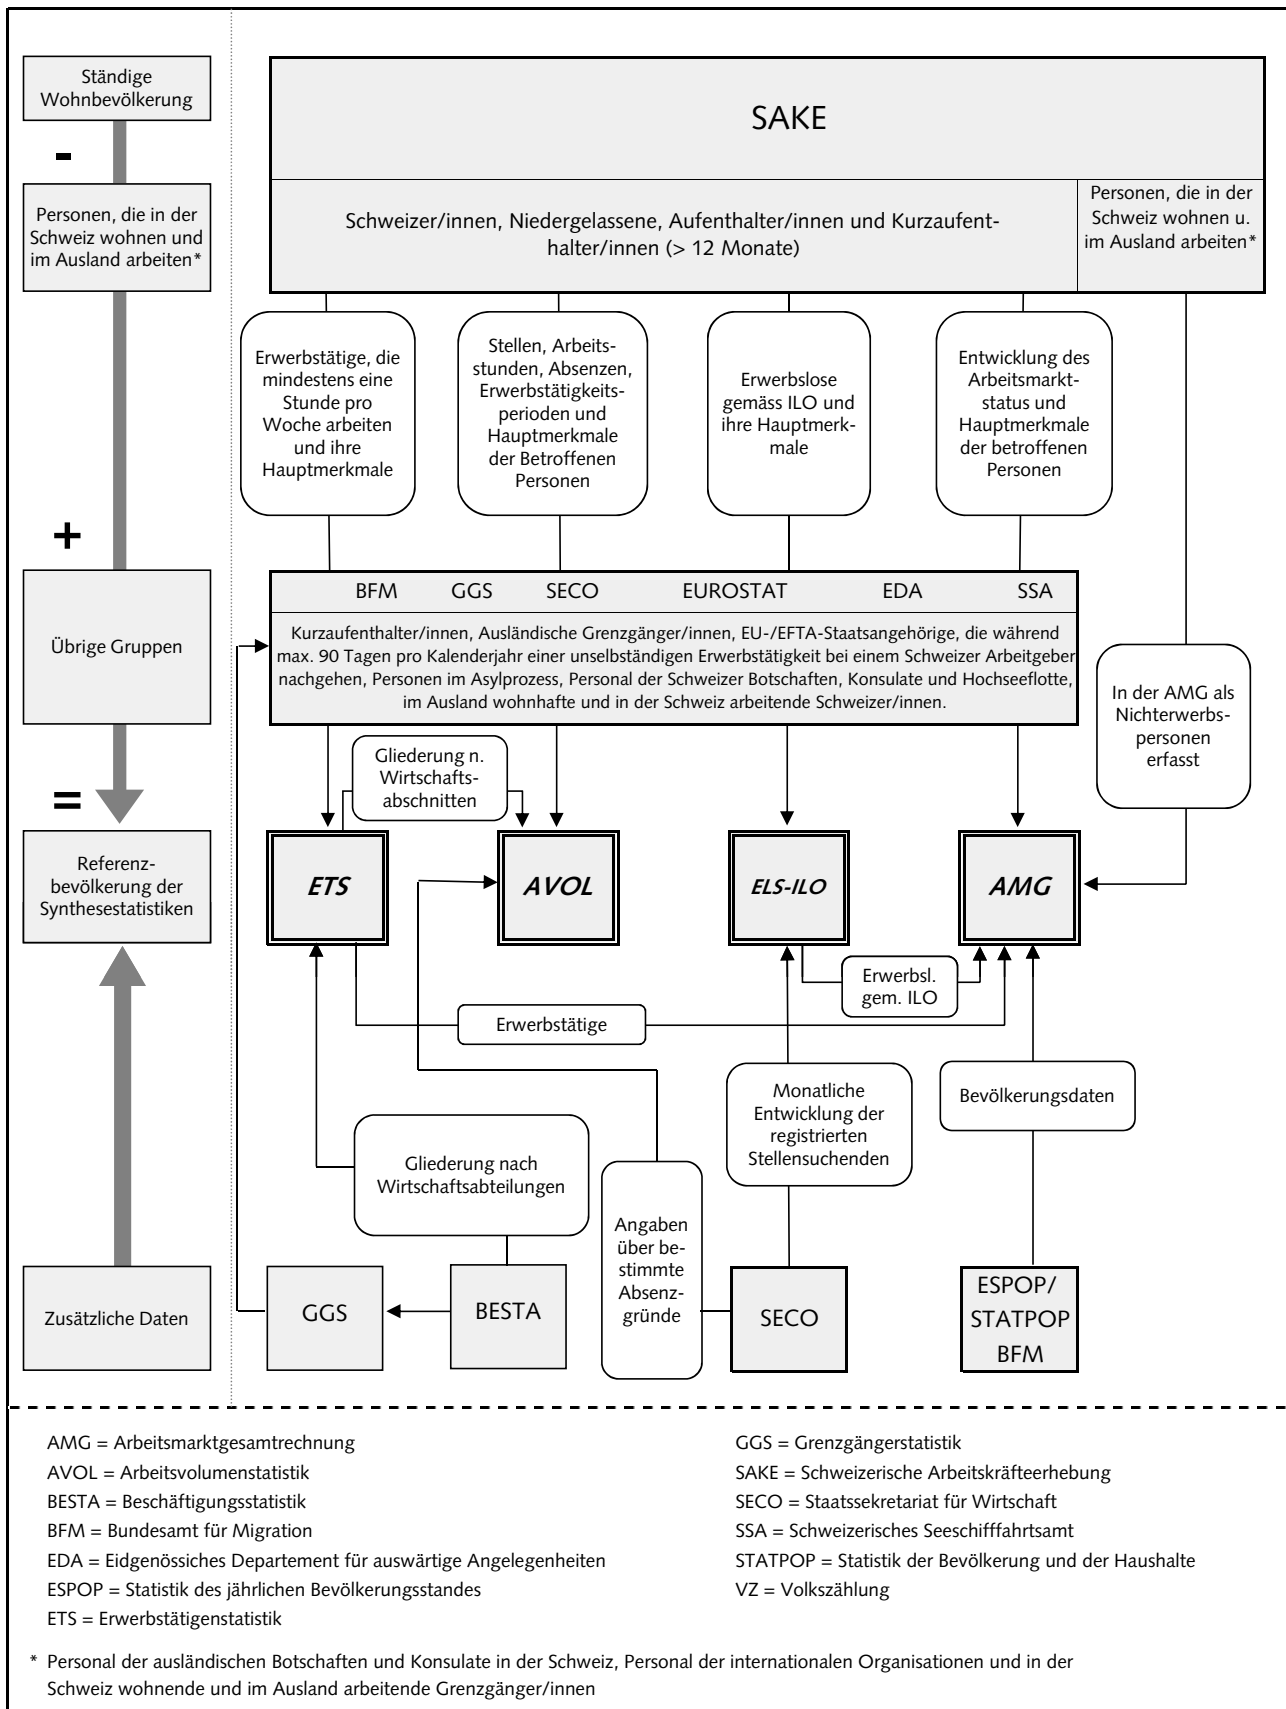 Ständige
Wohnbevölkerung
-
Personen, die in der
Schweiz wohnen und
im Ausland arbeiten*
+
Übrige Gruppen
=
Referenz-
bevölkerung der
Synthesestatistiken
Zusätzliche Daten
SAKE
Schweizer/innen, Niedergelassene, Aufenthalter/innen und Kurzaufent-
halter/innen (> 12 Monate)
Personen, die in der
Schweiz wohnen u.
im Ausland arbeiten*
Erwerbstätige, die
mindestens eine
Stunde pro
Woche arbeiten
und ihre
Hauptmerkmale
Stellen, Arbeits-
stunden, Absenzen,
Erwerbstätigkeits-
perioden und
Hauptmerkmale
der Betroffenen
Personen
Erwerbslose
gemäss ILO und
ihre Hauptmerk-
male
Entwicklung des
Arbeitsmarkt-
status und
Hauptmerkmale
der betroffenen
Personen
BFM GGS SECO EUROSTAT EDA SSA
Kurzaufenthalter/innen, Ausländische Grenzgänger/innen, EU-/EFTA-Staatsangehörige, die während
max. 90 Tagen pro Kalenderjahr einer unselbständigen Erwerbstätigkeit bei einem Schweizer Arbeitgeber
nachgehen, Personen im Asylprozess, Personal der Schweizer Botschaften, Konsulate und Hochseeflotte,
im Ausland wohnhafte und in der Schweiz arbeitende Schweizer/innen.
In der AMG als
Nichterwerbs-
personen
erfasst
Gliederung n.
Wirtschafts-
abschnitten
ETS
AVOL
ELS-ILO
AMG
Erwerbsl.
gem. ILO
Erwerbstätige
Monatliche
Entwicklung der
registrierten
Stellensuchenden
Bevölkerungsdaten
Gliederung nach
Wirtschaftsabteilungen
Angaben
über be-
stimmte
Absenz-
gründe
GGS
BESTA
SECO
ESPOP/
STATPOP
BFM
AMG = Arbeitsmarktgesamtrechnung
AVOL = Arbeitsvolumenstatistik
BESTA = Beschäftigungsstatistik
BFM = Bundesamt für Migration
EDA = Eidgenössiches Departement für auswärtige Angelegenheiten
ESPOP = Statistik des jährlichen Bevölkerungsstandes
ETS = Erwerbstätigenstatistik
GGS = Grenzgängerstatistik
SAKE = Schweizerische Arbeitskräfteerhebung
SECO = Staatssekretariat für Wirtschaft
SSA = Schweizerisches Seeschifffahrtsamt
STATPOP = Statistik der Bevölkerung und der Haushalte
VZ = Volkszählung
* Personal der ausländischen Botschaften und Konsulate in der Schweiz, Personal der internationalen Organisationen und in der
Schweiz wohnende und im Ausland arbeitende Grenzgänger/innen